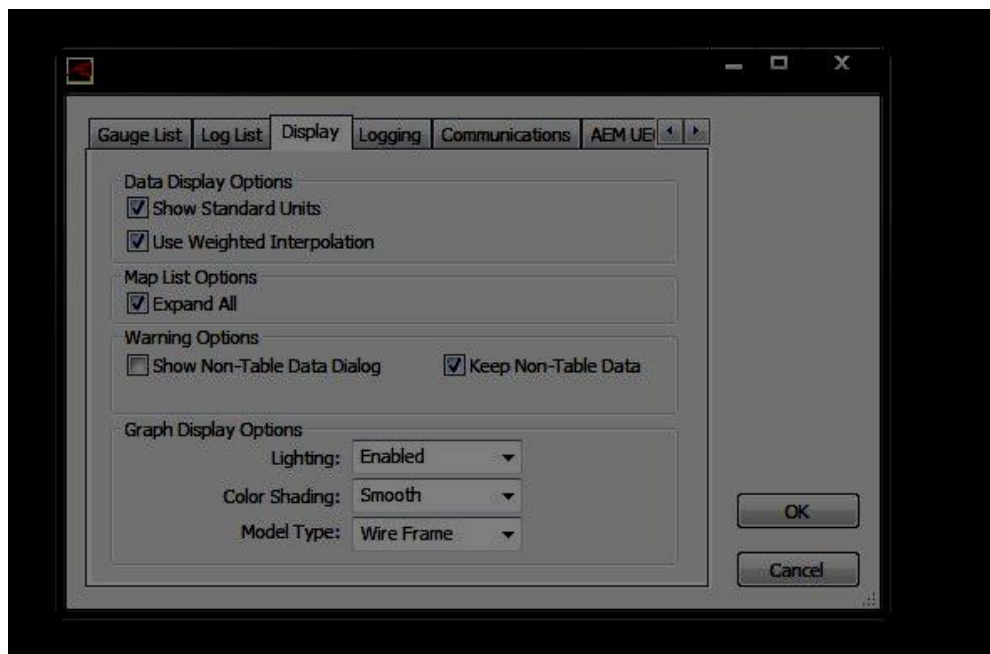 Gauge List Log List Display Logging Communications
Data Display Options
Show Standard Units
Use Weighted Interpolation
Map List Options
Expand All
Warning Options
Show Non-Table Data Dialog Keep Non-Table Data
Graph Display Options
Lighting: Enabled
Color Shading: Smooth
Model Type: Wire Frame
OK
Cancel